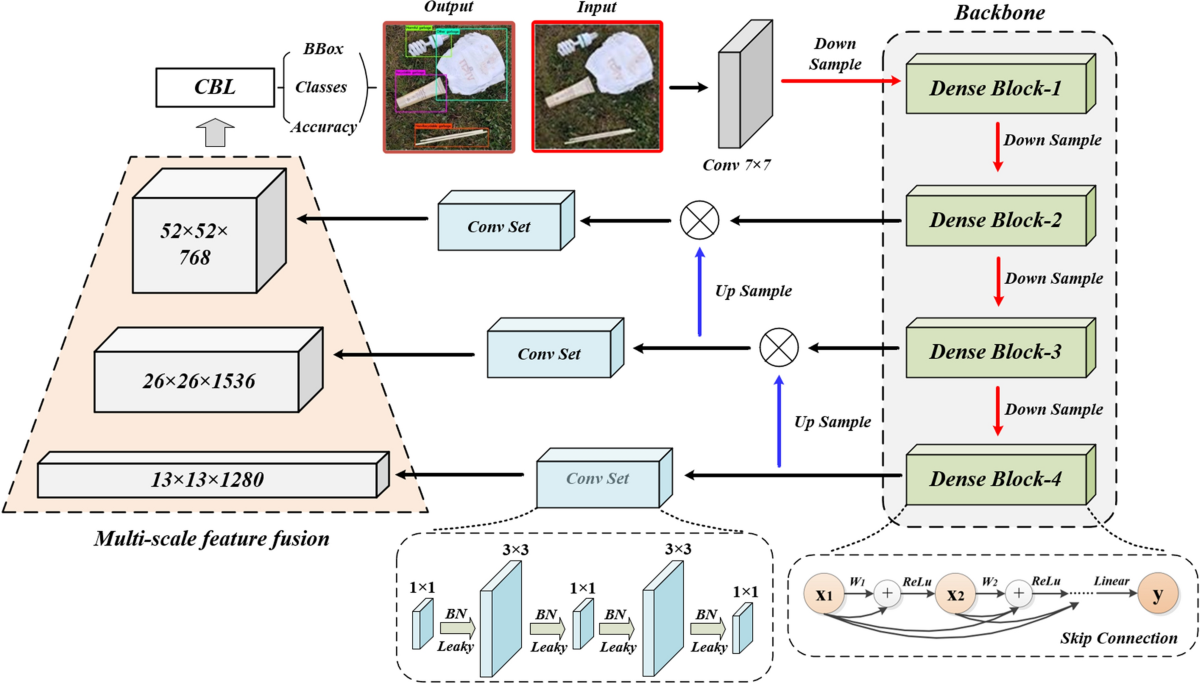 Output
Input
Backbone
BBox
Classes
Accuracy
CBL
Conv 7×7
Down
Sample
Dense Block-1
Down Sample
Dense Block-2
Down Sample
Dense Block-3
Down Sample
Dense Block-4
52×52×
768
Conv Set
Up Sample
26×26×1536
Conv Set
Up Sample
13×13×1280
Conv Set
Multi-scale feature fusion
1×1
BN
Leaky
3×3
BN
Leaky
1×1
BN
Leaky
3×3
BN
Leaky
1×1
x1
W1
+
ReLu
x2
W2
+
ReLu
......
Linear
y
Skip Connection